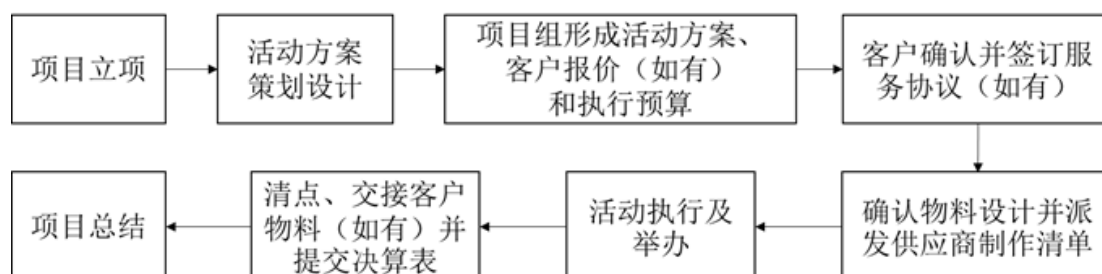 项目立项
活动方案
策划设计
项目组形成活动方案、
客户报价（如有）
和执行预算
客户确认并签订服
务协议（如有）
确认物料设计并派
发供应商制作清单
活动执行及
举办
清点、交接客户
物料（如有）并
提交决算表
项目总结